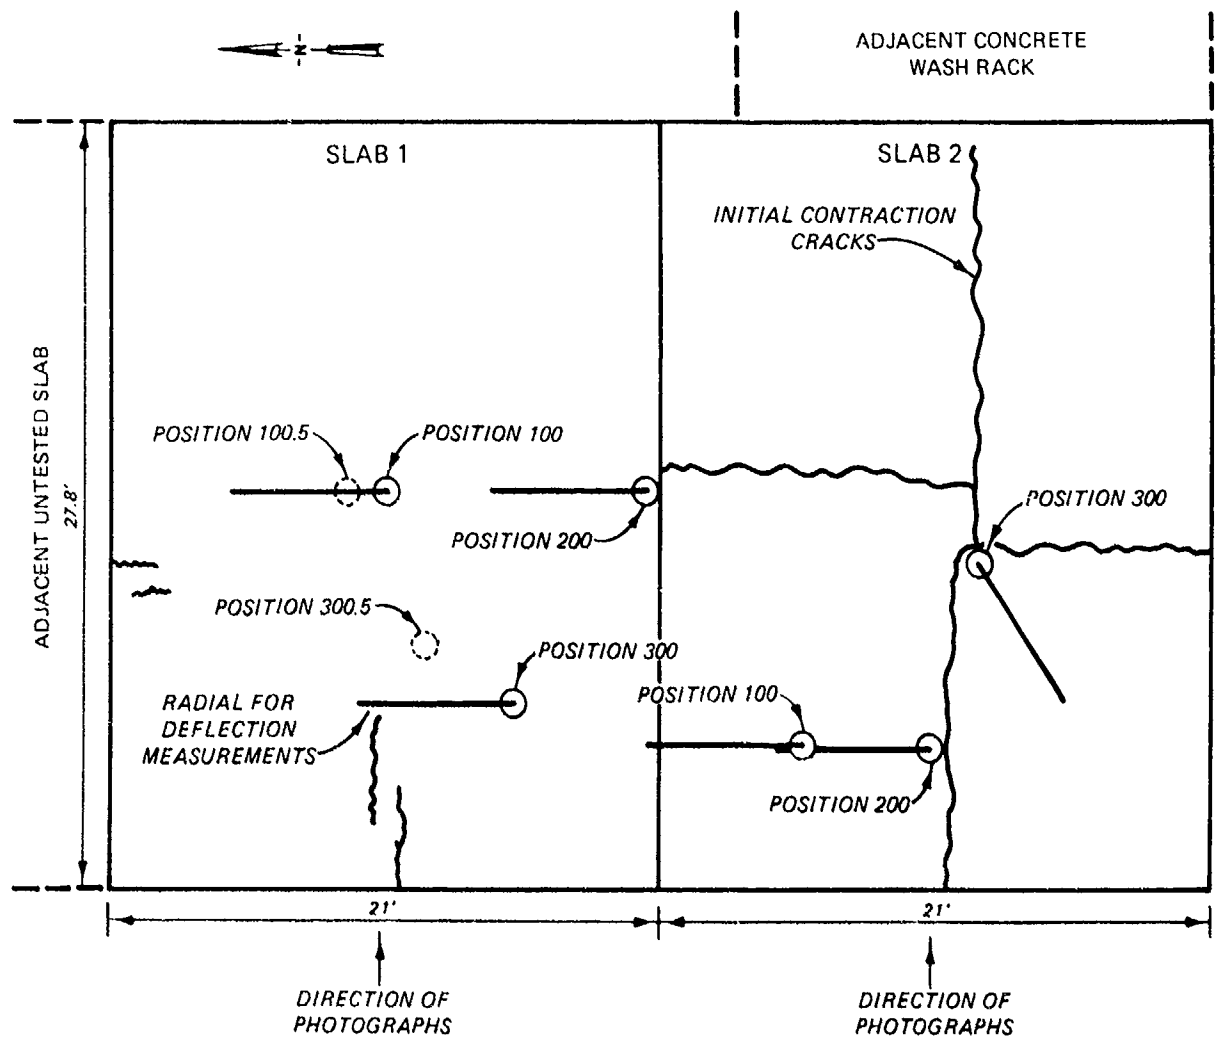 N
ADJACENT CONCRETE
WASH RACK
SLAB 1
SLAB 2
INITIAL CONTRACTION
CRACKS
ADJACENT UNTESTED SLAB
27.8'
POSITION 100.5
POSITION 100
POSITION 200
POSITION 300
POSITION 300.5
POSITION 300
RADIAL FOR
DEFLECTION
MEASUREMENTS
POSITION 100
POSITION 200
21'
21'
DIRECTION OF
PHOTOGRAPHS
DIRECTION OF
PHOTOGRAPHS